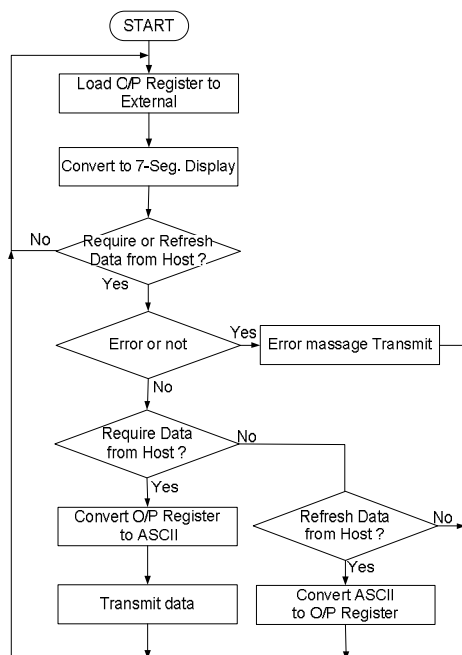 START
Load C/P Register to
External
Convert to 7-Seg. Display
Require or Refresh
Data from Host ?
No
Yes
Error or not
Yes
Error massage Transmit
No
Require Data
from Host ?
No
Yes
Convert O/P Register
to ASCII
Refresh Data
from Host ?
No
Yes
Transmit data
Convert ASCII
to O/P Register